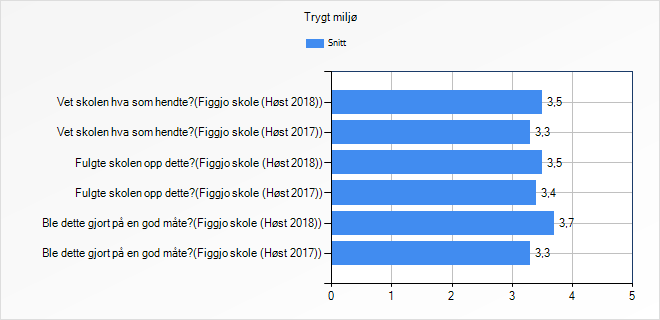 Trygt miljø
Snitt
Vet skolen hva som hendte?(Figgjo skole (Høst 2018)) 3,5
Vet skolen hva som hendte?(Figgjo skole (Høst 2017)) 3,3
Fulgte skolen opp dette?(Figgjo skole (Høst 2018)) 3,5
Fulgte skolen opp dette?(Figgjo skole (Høst 2017)) 3,4
Ble dette gjort på en god måte?(Figgjo skole (Høst 2018)) 3,7
Ble dette gjort på en god måte?(Figgjo skole (Høst 2017)) 3,3
0 1 2 3 4 5